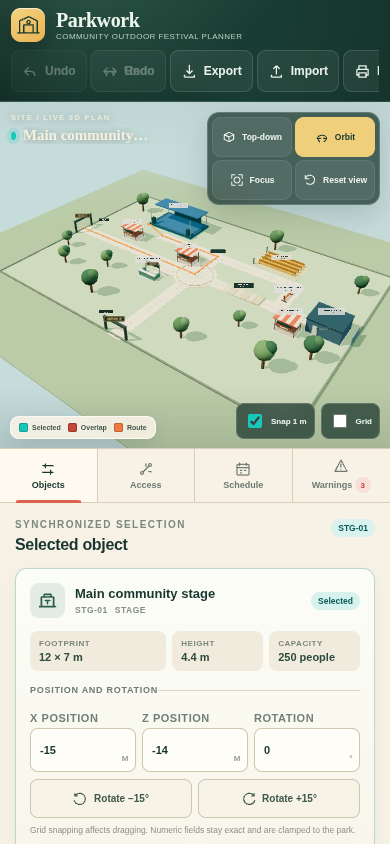 Parkwork
COMMUNITY OUTDOOR FESTIVAL PLANNER
Undo
Redo
Export
Import
SITE / LIVE 3D PLAN
Main community…
Top-down
Orbit
Focus
Reset view
Selected
Overlap
Route
Snap 1 m
Grid
Objects
Access
Schedule
Warnings 3
SYNCHRONIZED SELECTION
Selected object
STG-01
Main community stage
STG-01 STAGE
Selected
FOOTPRINT
12 × 7 m
HEIGHT
4.4 m
CAPACITY
250 people
POSITION AND ROTATION
X POSITION
Z POSITION
ROTATION
-15 M
-14 M
0 °
Rotate −15°
Rotate +15°
Grid snapping affects dragging. Numeric fields stay exact and are clamped to the park.